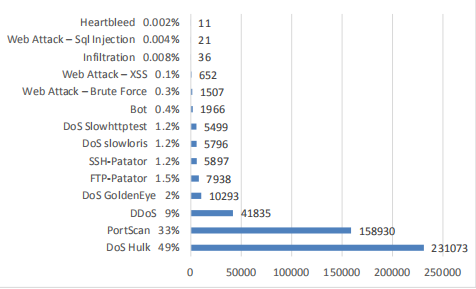 Heartbleed 0.002% 11
Web Attack – Sql Injection 0.004% 21
Infiltration 0.008% 36
Web Attack – XSS 0.1% 652
Web Attack – Brute Force 0.3% 1507
Bot 0.4% 1966
DoS Slowhttptest 1.2% 5499
DoS slowloris 1.2% 5796
SSH-Patator 1.2% 5897
FTP-Patator 1.5% 7938
DoS GoldenEye 2% 10293
DDoS 9% 41835
PortScan 33% 158930
DoS Hulk 49% 231073
0 50000 100000 150000 200000 250000